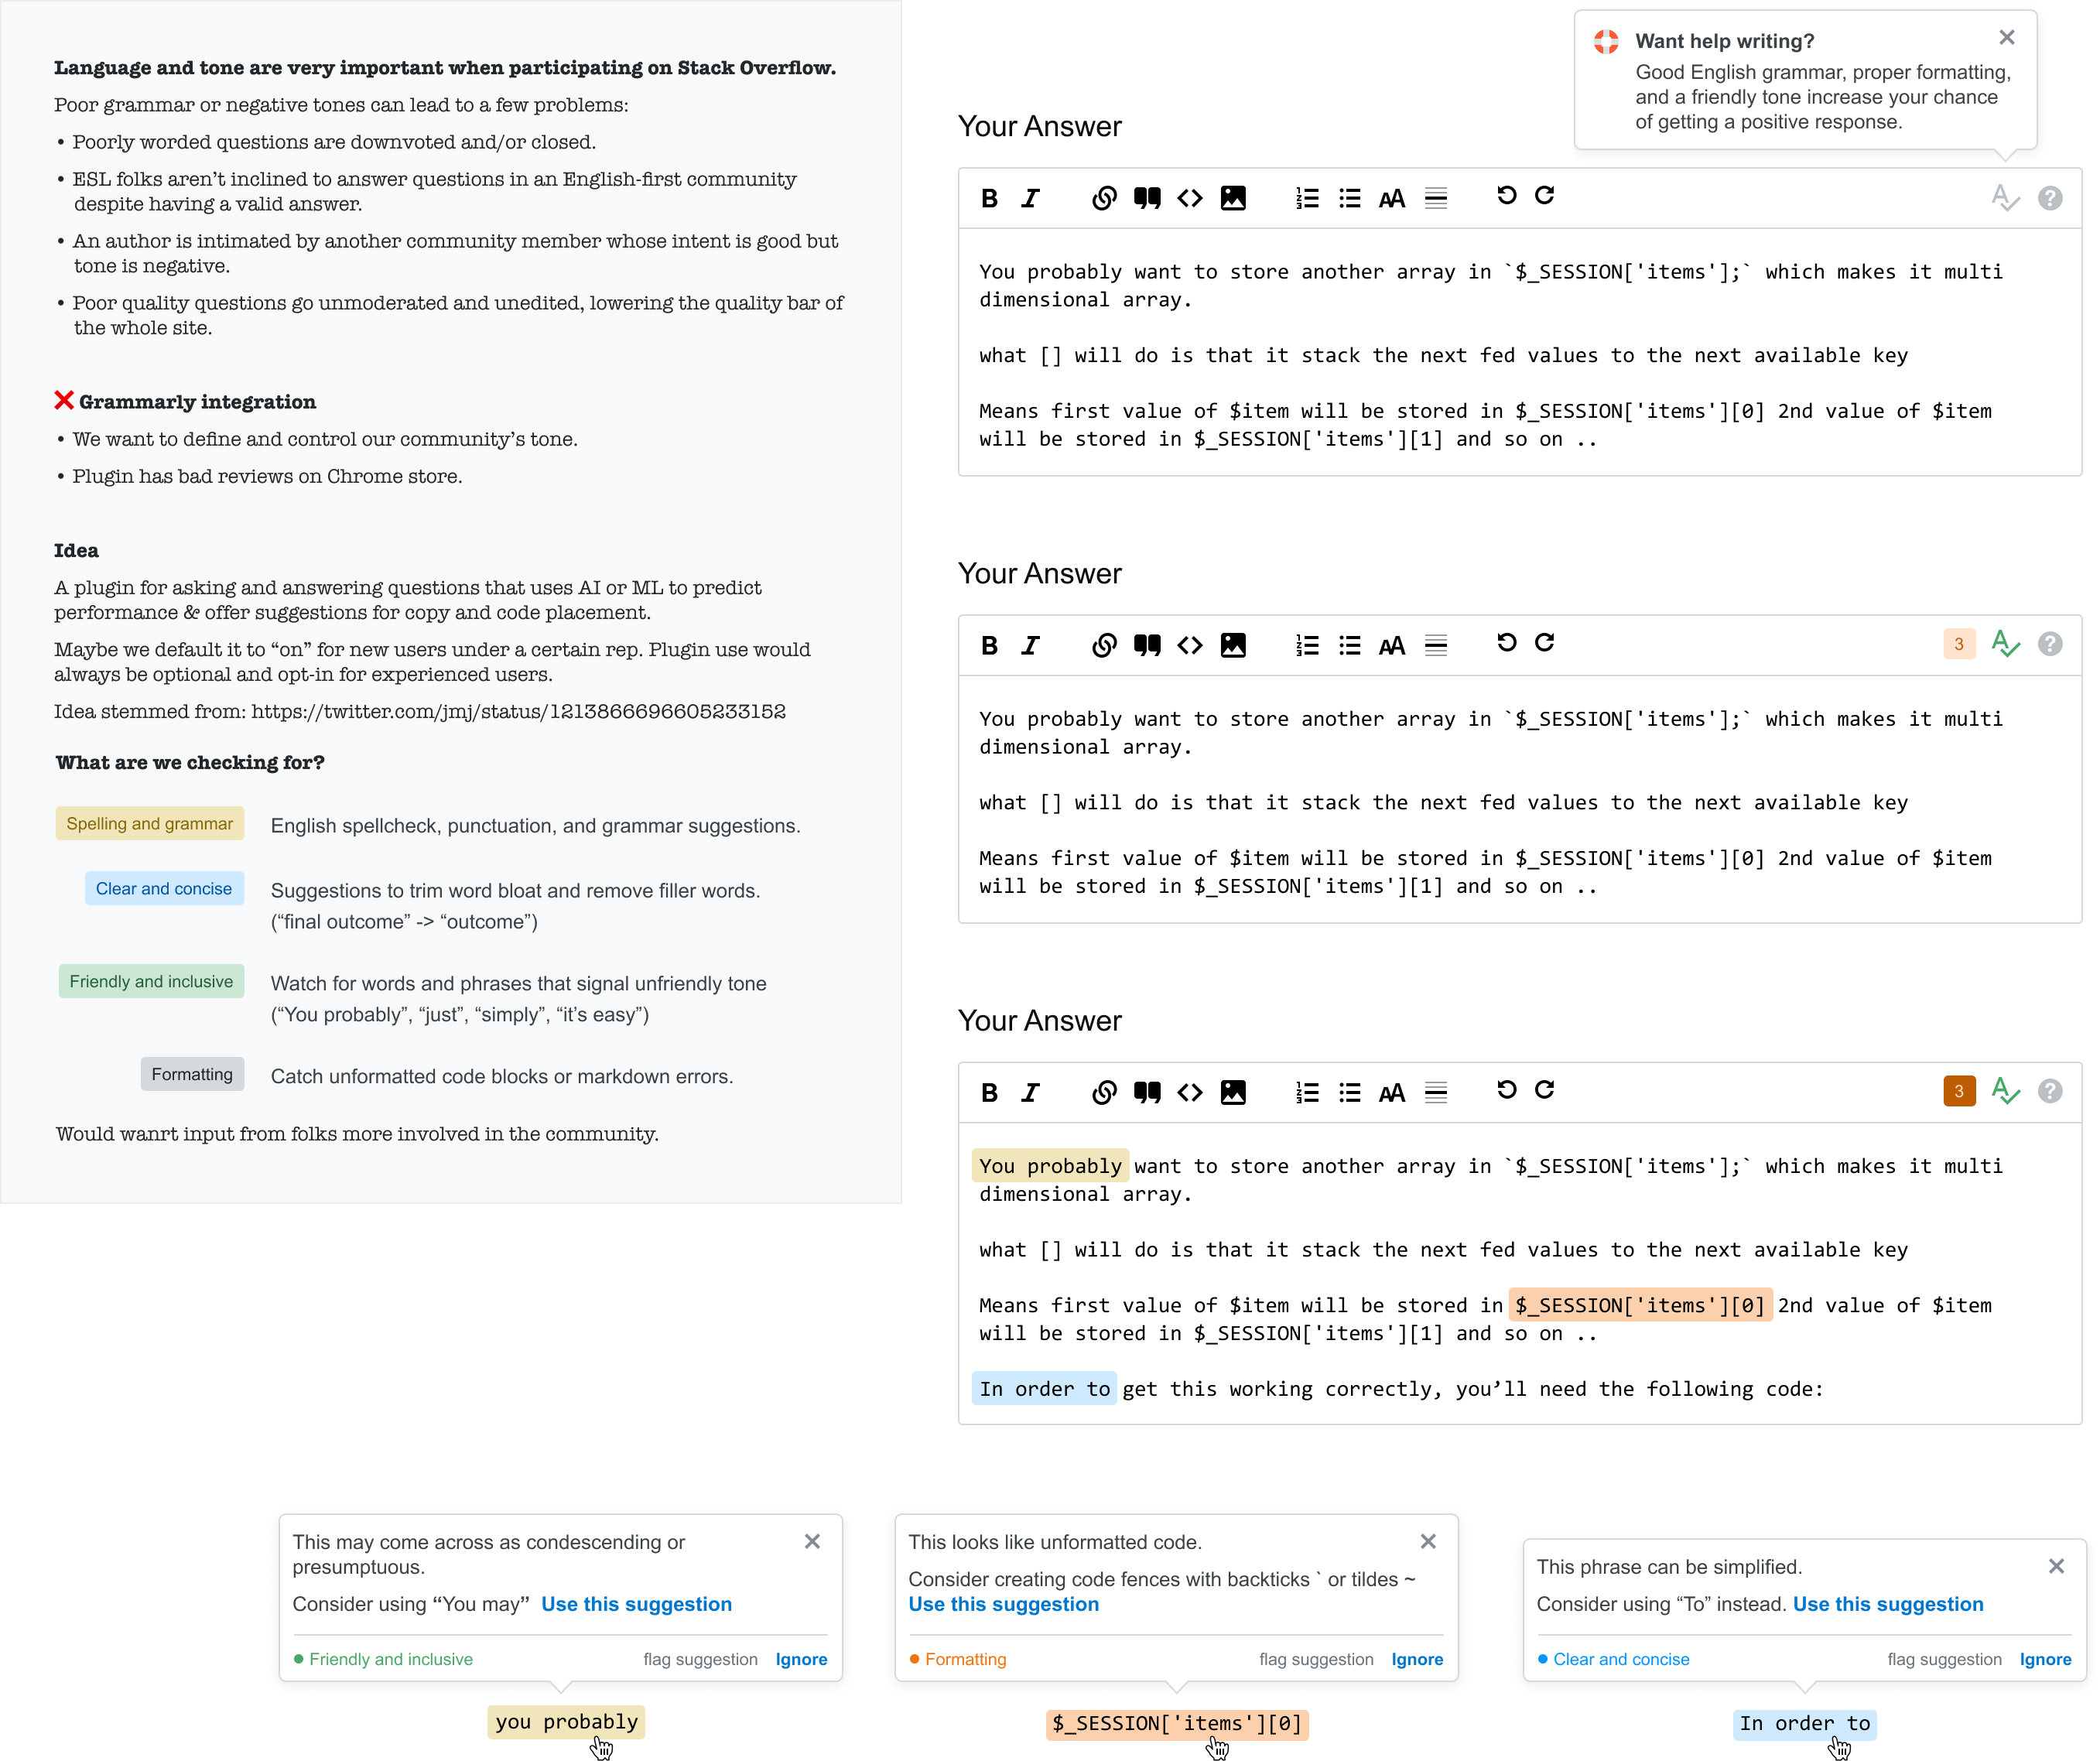 Language and tone are very important when participating on Stack Overflow.
Poor grammar or negative tones can lead to a few problems:
• Poorly worded questions are downvoted and/or closed.
• ESL folks aren’t inclined to answer questions in an English-first community
despite having a valid answer.
• An author is intimated by another community member whose intent is good but
tone is negative.
• Poor quality questions go unmoderated and unedited, lowering the quality bar of
the whole site.
❌ Grammarly integration
• We want to define and control our community’s tone.
• Plugin has bad reviews on Chrome store.
Idea
A plugin for asking and answering questions that uses AI or ML to predict
performance & offer suggestions for copy and code placement.
Maybe we default it to “on” for new users under a certain rep. Plugin use would
always be optional and opt-in for experienced users.
Idea stemmed from: https://twitter.com/jmj/status/1213866696605233152
What are we checking for?
Spelling and grammar
English spellcheck, punctuation, and grammar suggestions.
Clear and concise
Suggestions to trim word bloat and remove filler words.
(“final outcome” -> “outcome”)
Friendly and inclusive
Watch for words and phrases that signal unfriendly tone
(“You probably”, “just”, “simply”, “it’s easy”)
Formatting
Catch unformatted code blocks or markdown errors.
Would wanrt input from folks more involved in the community.
Want help writing?
Good English grammar, proper formatting,
and a friendly tone increase your chance
of getting a positive response.
Your Answer
B I AA ?
You probably want to store another array in `$_SESSION['items'];` which makes it multi
dimensional array.
what [] will do is that it stack the next fed values to the next available key
Means first value of $item will be stored in $_SESSION['items'][0] 2nd value of $item
will be stored in $_SESSION['items'][1] and so on ..
Your Answer
B I AA 3 A ?
You probably want to store another array in `$_SESSION['items'];` which makes it multi
dimensional array.
what [] will do is that it stack the next fed values to the next available key
Means first value of $item will be stored in $_SESSION['items'][0] 2nd value of $item
will be stored in $_SESSION['items'][1] and so on ..
Your Answer
B I AA 3 A ?
You probably want to store another array in `$_SESSION['items'];` which makes it multi
dimensional array.
what [] will do is that it stack the next fed values to the next available key
Means first value of $item will be stored in $_SESSION['items'][0] 2nd value of $item
will be stored in $_SESSION['items'][1] and so on ..
In order to get this working correctly, you’ll need the following code:
This may come across as condescending or
presumptuous.
Consider using “You may” Use this suggestion
Friendly and inclusive flag suggestion Ignore
you probably
This looks like unformatted code.
Consider creating code fences with backticks ` or tildes ~
Use this suggestion
Formatting flag suggestion Ignore
$_SESSION['items'][0]
This phrase can be simplified.
Consider using “To” instead. Use this suggestion
Clear and concise flag suggestion Ignore
In order to